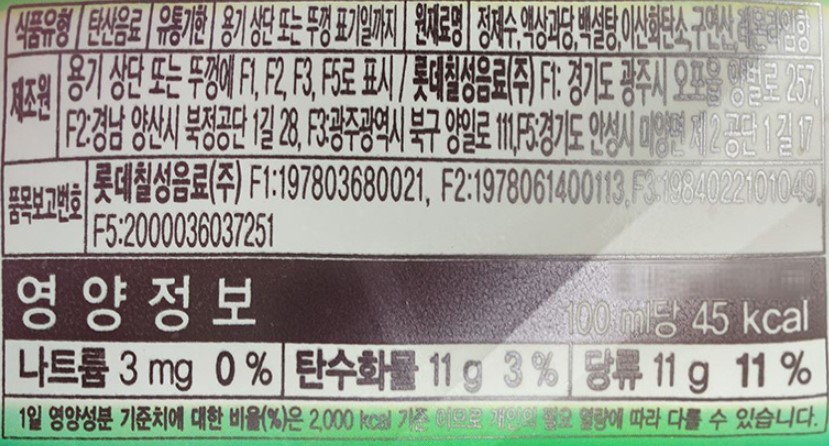 식품유형 탄산음료 유통기한 용기 상단 또는 뚜껑 표기일까지 원재료명 정제수, 액상과당, 백설탕, 이산화탄소, 구연산, 레몬라임향
제조원 용기 상단 또는 뚜껑에 F1, F2, F3, F5로 표시 / 롯데칠성음료(주) F1: 경기도 광주시 오포읍 양벌로 257,
F2:경남 양산시 북정공단 1길 28, F3:광주광역시 북구 양일로 111, F5:경기도 안성시 미양면 제2공단 1길 17
품목보고번호 롯데칠성음료(주) F1:197803680021, F2:1978061400113, F3:1984022101049,
F5:2000036037251
영양정보 100 ml당 45 kcal
나트륨 3 mg 0 % 탄수화물 11 g 3 % 당류 11 g 11 %
1일 영양성분 기준치에 대한 비율(%)은 2,000 kcal 기준 이므로 개인의 필요 열량에 따라 다를 수 있습니다.